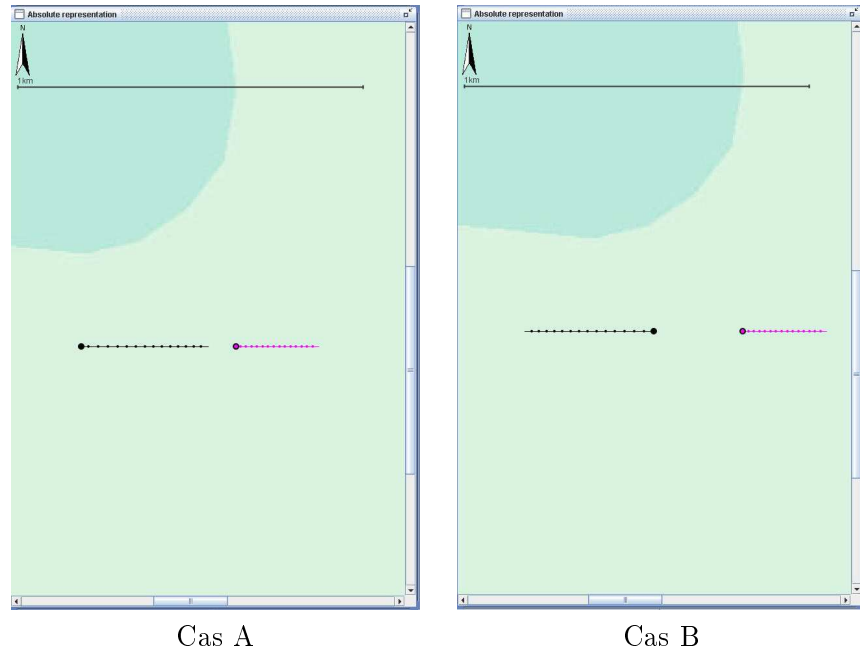 Absolute representation
N
1km
Cas A
Absolute representation
N
1km
Cas B